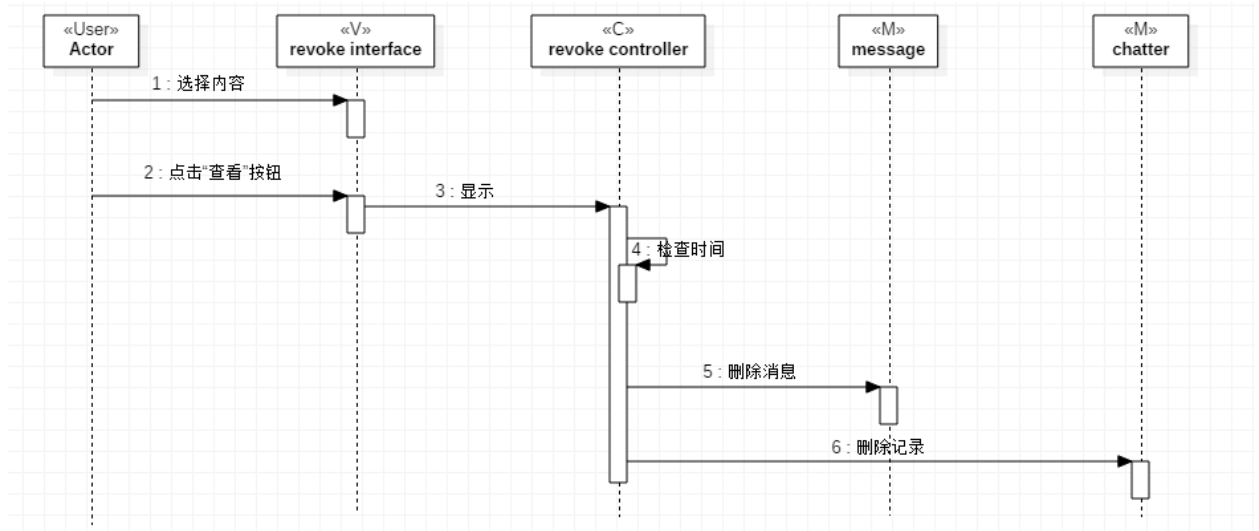 «User»
Actor
«V»
revoke interface
«C»
revoke controller
«M»
message
«M»
chatter
1 : 选择内容
2 : 点击“查看”按钮
3 : 显示
4 : 检查时间
5 : 删除消息
6 : 删除记录